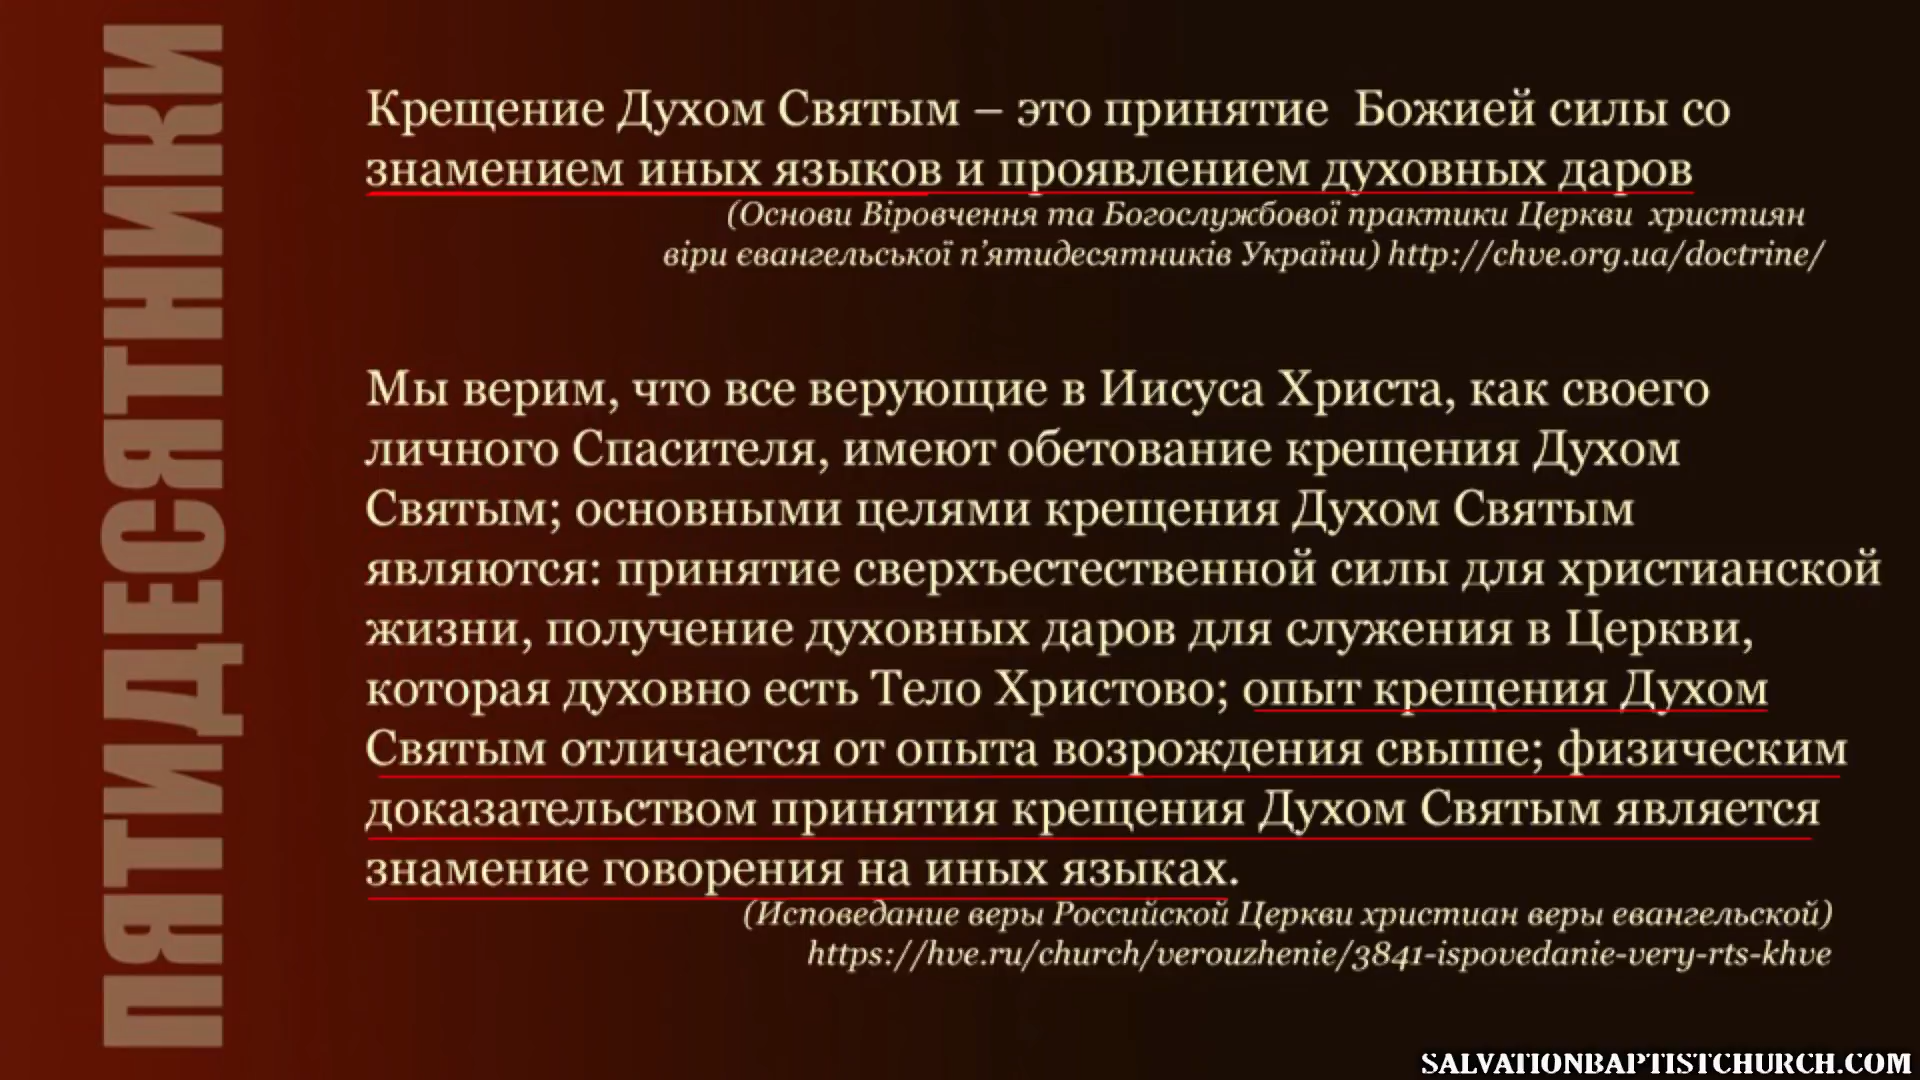 ПЯТИДЕСЯТНИКИ
Крещение Духом Святым – это принятие Божией силы со
знамением иных языков и проявлением духовных даров
(Основи Віровчення та Богослужбової практики Церкви християн
віри євангельської п’ятидесятників України) http://chve.org.ua/doctrine/
Мы верим, что все верующие в Иисуса Христа, как своего
личного Спасителя, имеют обетование крещения Духом
Святым; основными целями крещения Духом Святым
являются: принятие сверхъестественной силы для христианской
жизни, получение духовных даров для служения в Церкви,
которая духовно есть Тело Христово; опыт крещения Духом
Святым отличается от опыта возрождения свыше; физическим
доказательством принятия крещения Духом Святым является
знамение говорения на иных языках.
(Исповедание веры Российской Церкви христиан веры евангельской)
https://hve.ru/church/verouzhenie/3841-ispovedanie-very-rts-khve
SALVATIONBAPTISTCHURCH.COM